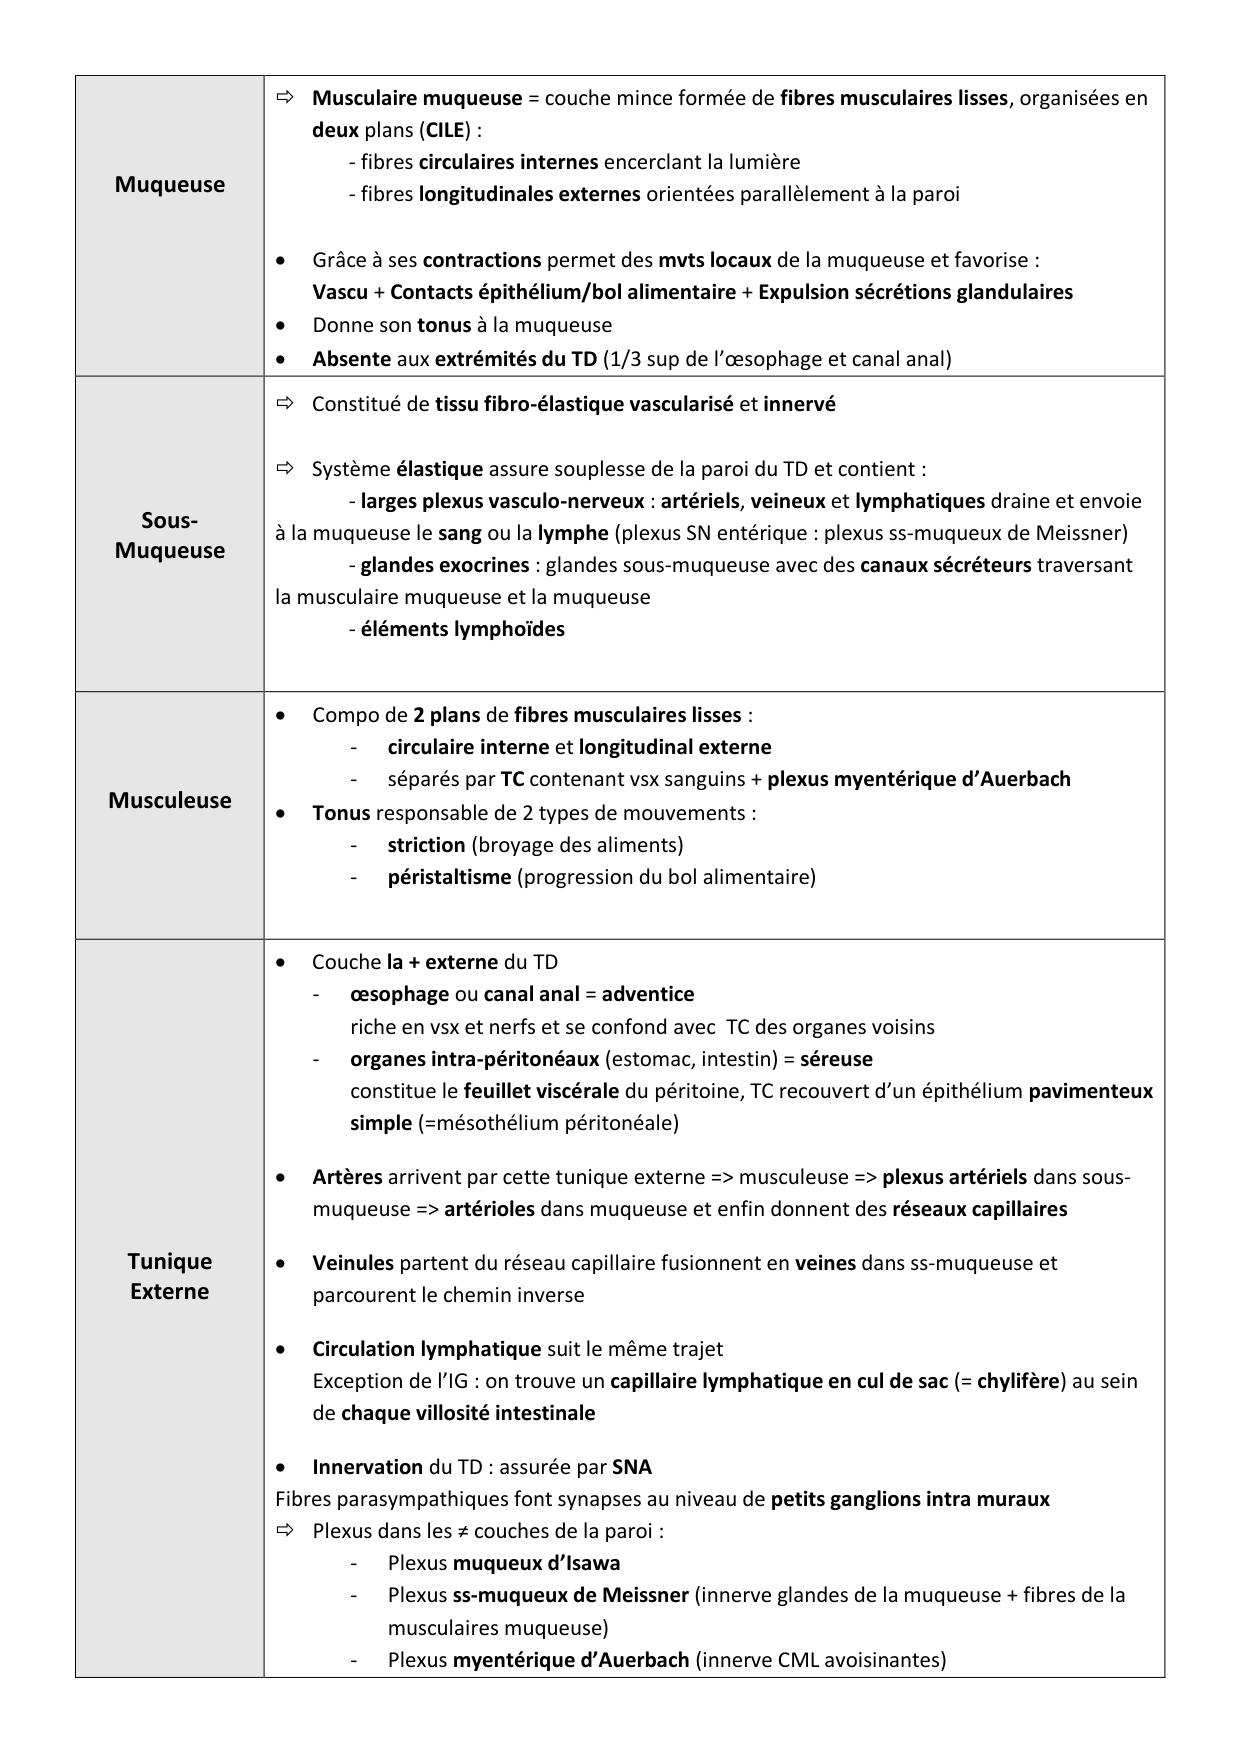 Muqueuse
⇨ Musculaire muqueuse = couche mince formée de fibres musculaires lisses, organisées en
deux plans (CILE) :
- fibres circulaires internes encerclant la lumière
- fibres longitudinales externes orientées parallèlement à la paroi
• Grâce à ses contractions permet des mvts locaux de la muqueuse et favorise :
Vascu + Contacts épithélium/bol alimentaire + Expulsion sécrétions glandulaires
• Donne son tonus à la muqueuse
• Absente aux extrémités du TD (1/3 sup de l’œsophage et canal anal)
Sous-
Muqueuse
⇨ Constitué de tissu fibro-élastique vascularisé et innervé
⇨ Système élastique assure souplesse de la paroi du TD et contient :
- larges plexus vasculo-nerveux : artériels, veineux et lymphatiques draine et envoie
à la muqueuse le sang ou la lymphe (plexus SN entérique : plexus ss-muqueux de Meissner)
- glandes exocrines : glandes sous-muqueuse avec des canaux sécréteurs traversant
la musculaire muqueuse et la muqueuse
- éléments lymphoïdes
Musculeuse
• Compo de 2 plans de fibres musculaires lisses :
- circulaire interne et longitudinal externe
- séparés par TC contenant vsx sanguins + plexus myentérique d’Auerbach
• Tonus responsable de 2 types de mouvements :
- striction (broyage des aliments)
- péristaltisme (progression du bol alimentaire)
Tunique
Externe
• Couche la + externe du TD
- œsophage ou canal anal = adventice
riche en vsx et nerfs et se confond avec TC des organes voisins
- organes intra-péritonéaux (estomac, intestin) = séreuse
constitue le feuillet viscérale du péritoine, TC recouvert d’un épithélium pavimenteux
simple (=mésothélium péritonéale)
• Artères arrivent par cette tunique externe => musculeuse => plexus artériels dans sous-
muqueuse => artérioles dans muqueuse et enfin donnent des réseaux capillaires
• Veinules partent du réseau capillaire fusionnent en veines dans ss-muqueuse et
parcourent le chemin inverse
• Circulation lymphatique suit le même trajet
Exception de l’IG : on trouve un capillaire lymphatique en cul de sac (= chylifère) au sein
de chaque villosité intestinale
• Innervation du TD : assurée par SNA
Fibres parasympathiques font synapses au niveau de petits ganglions intra muraux
⇨ Plexus dans les ≠ couches de la paroi :
- Plexus muqueux d’Isawa
- Plexus ss-muqueux de Meissner (innerve glandes de la muqueuse + fibres de la
musculaires muqueuse)
- Plexus myentérique d’Auerbach (innerve CML avoisinantes)